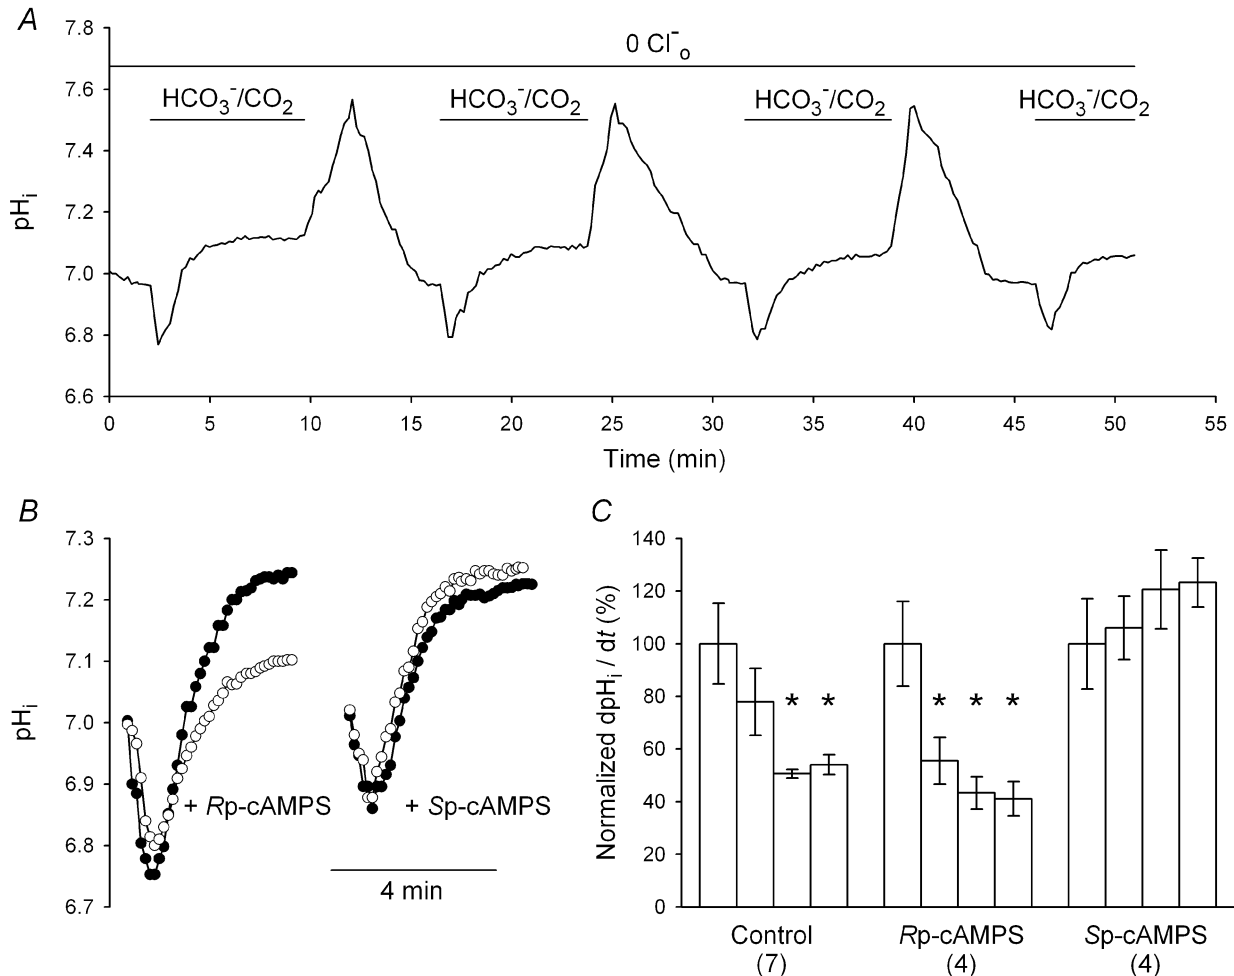 A
7.8
7.6
7.4
7.2
7.0
6.8
6.6
pHi
0 Cl⁻o
HCO3⁻/CO2
HCO3⁻/CO2
HCO3⁻/CO2
HCO3⁻/CO2
0 5 10 15 20 25 30 35 40 45 50 55
Time (min)
B
7.3
7.2
7.1
7.0
6.9
6.8
6.7
pHi
+ Rp-cAMPS
+ Sp-cAMPS
4 min
C
140
120
100
80
60
40
20
0
Normalized dpHi / dt (%)
* *
* * *
Control
(7)
Rp-cAMPS
(4)
Sp-cAMPS
(4)